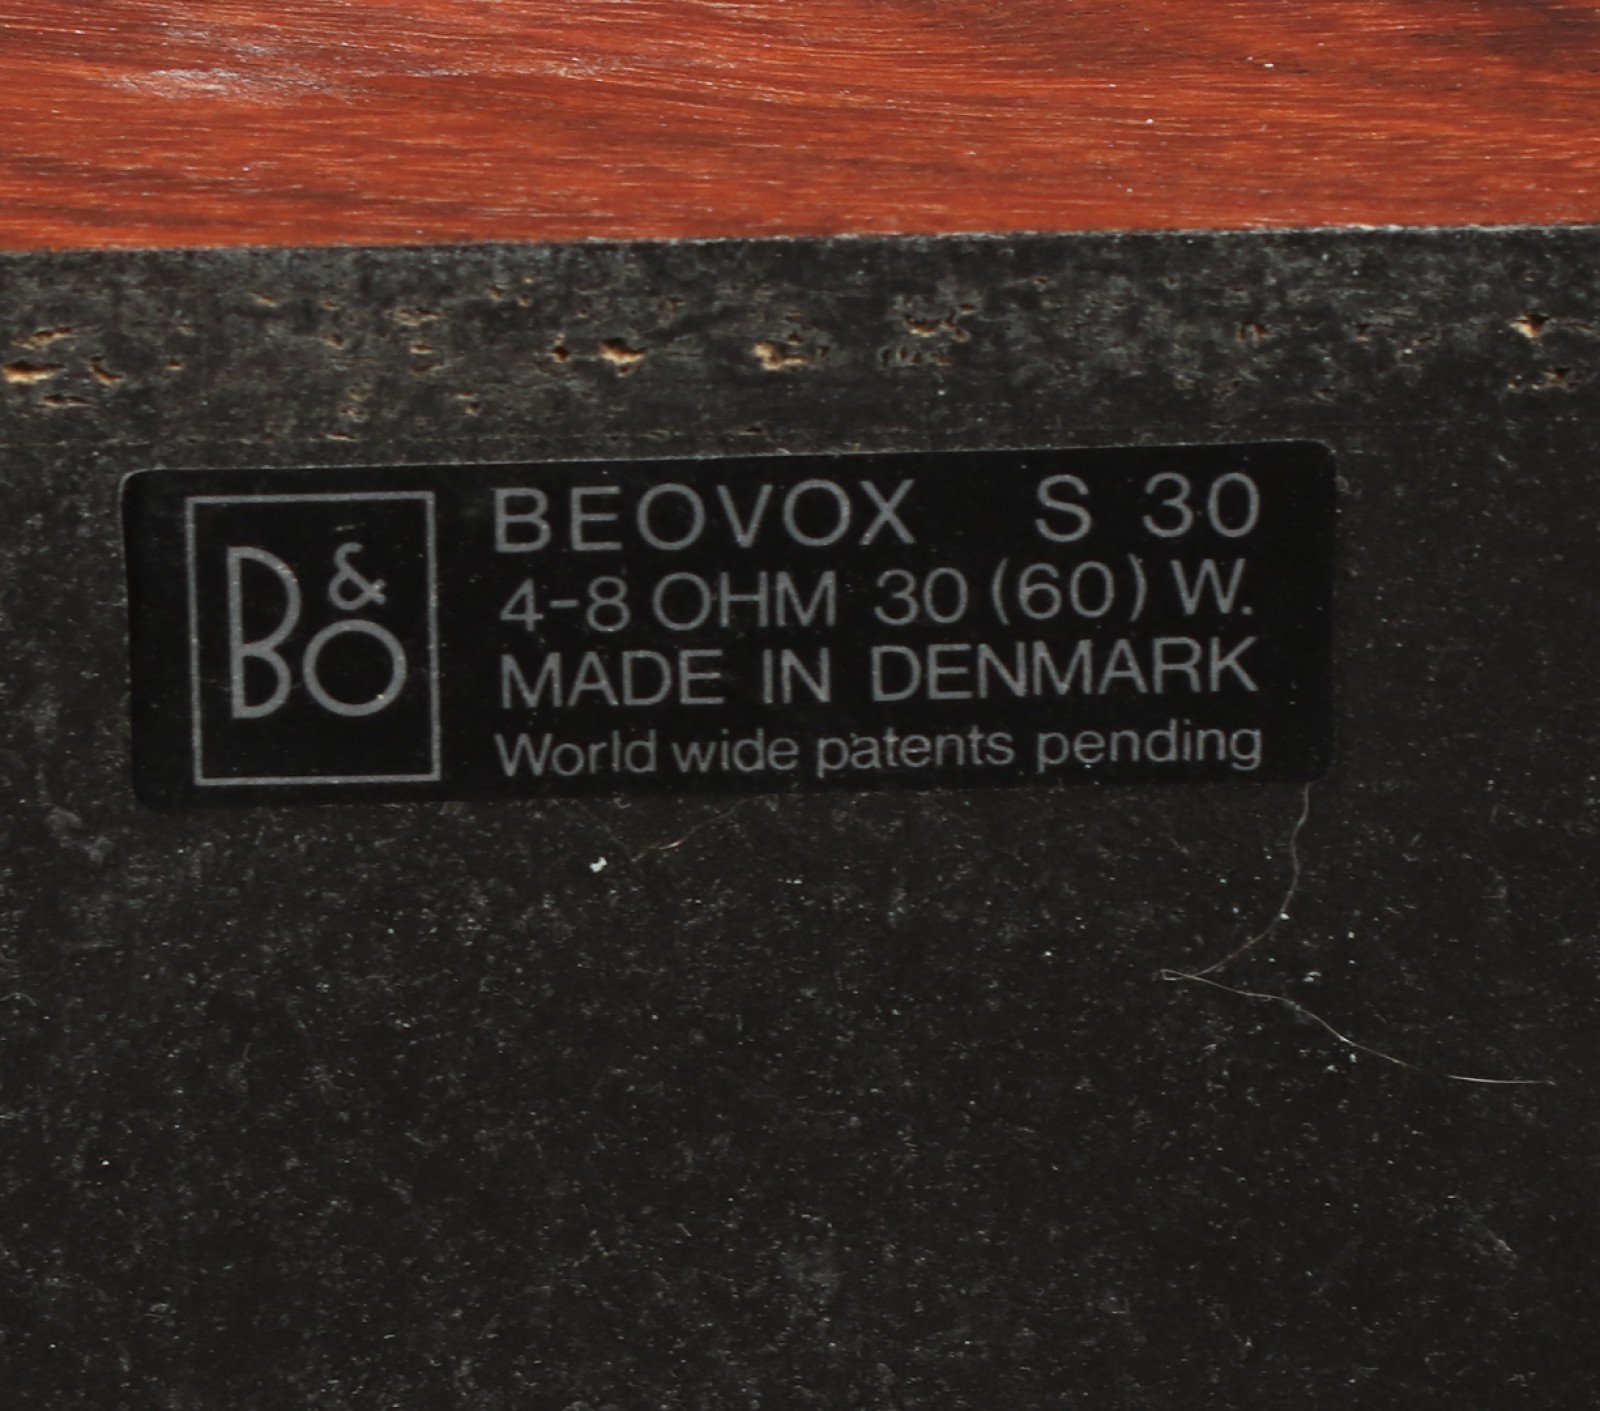 B&O
BEOVOX S 30
4-8 OHM 30 (60) W.
MADE IN DENMARK
World wide patents pending